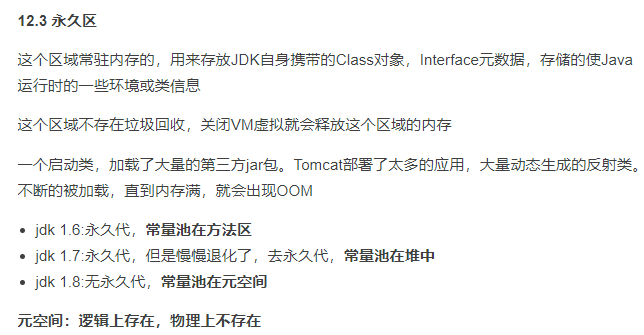 12.3 永久区
这个区域常驻内存的，用来存放JDK自身携带的Class对象，Interface元数据，存储的使Java
运行时的一些环境或类信息
这个区域不存在垃圾回收，关闭VM虚拟就会释放这个区域的内存
一个启动类，加载了大量的第三方jar包。Tomcat部署了太多的应用，大量动态生成的反射类。
不断的被加载，直到内存满，就会出现OOM
• jdk 1.6:永久代，常量池在方法区
• jdk 1.7:永久代，但是慢慢退化了，去永久代，常量池在堆中
• jdk 1.8:无永久代，常量池在元空间
元空间：逻辑上存在，物理上不存在